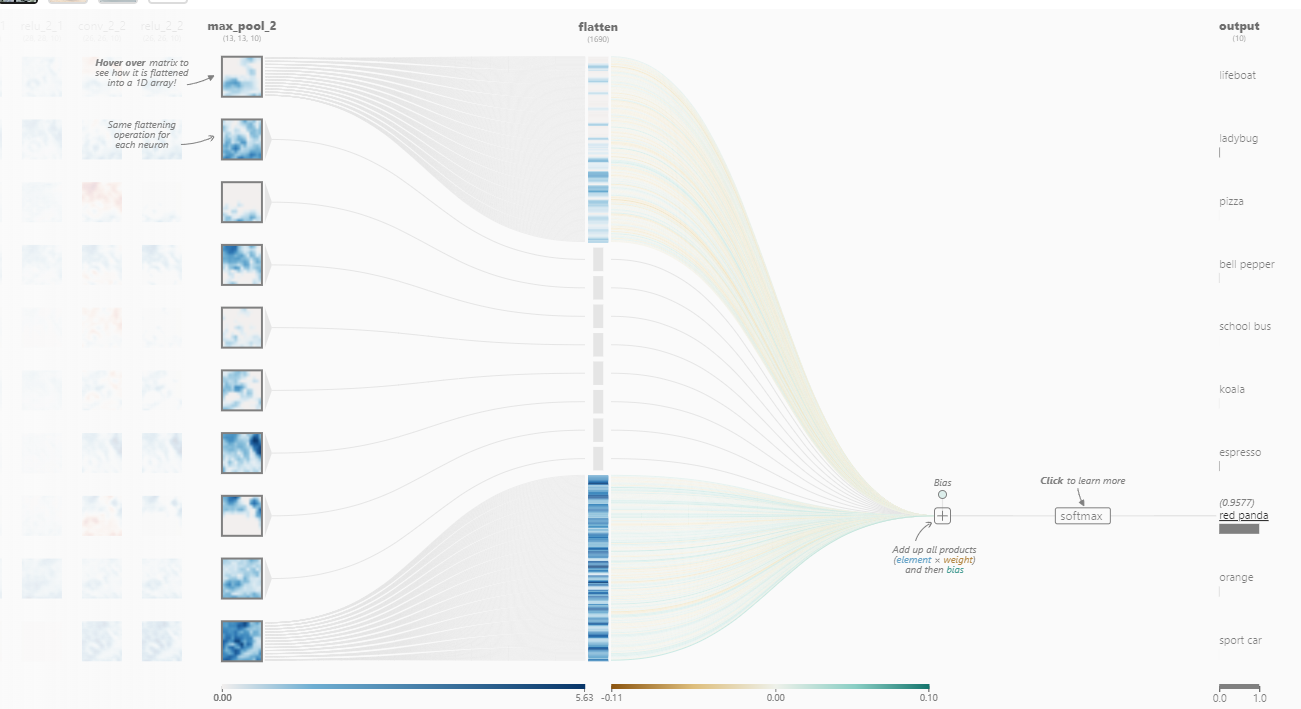 relu_2_1
conv_2_2
relu_2_2
max_pool_2
(13, 13, 10)
flatten
(1690)
output
(10)
Hover over matrix to
see how it is flattened
into a 1D array!
Same flattening
operation for
each neuron
lifeboat
ladybug
pizza
bell pepper
school bus
koala
espresso
(0.9577)
red panda
orange
sport car
Bias
Click to learn more
softmax
Add up all products
(element × weight)
and then bias
0.00
5.63
-0.11
0.00
0.10
0.0
1.0